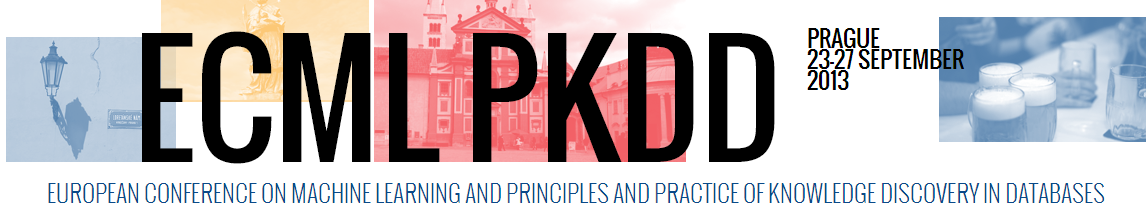 ECML PKDD
PRAGUE
23-27 SEPTEMBER
2013
EUROPEAN CONFERENCE ON MACHINE LEARNING AND PRINCIPLES AND PRACTICE OF KNOWLEDGE DISCOVERY IN DATABASES